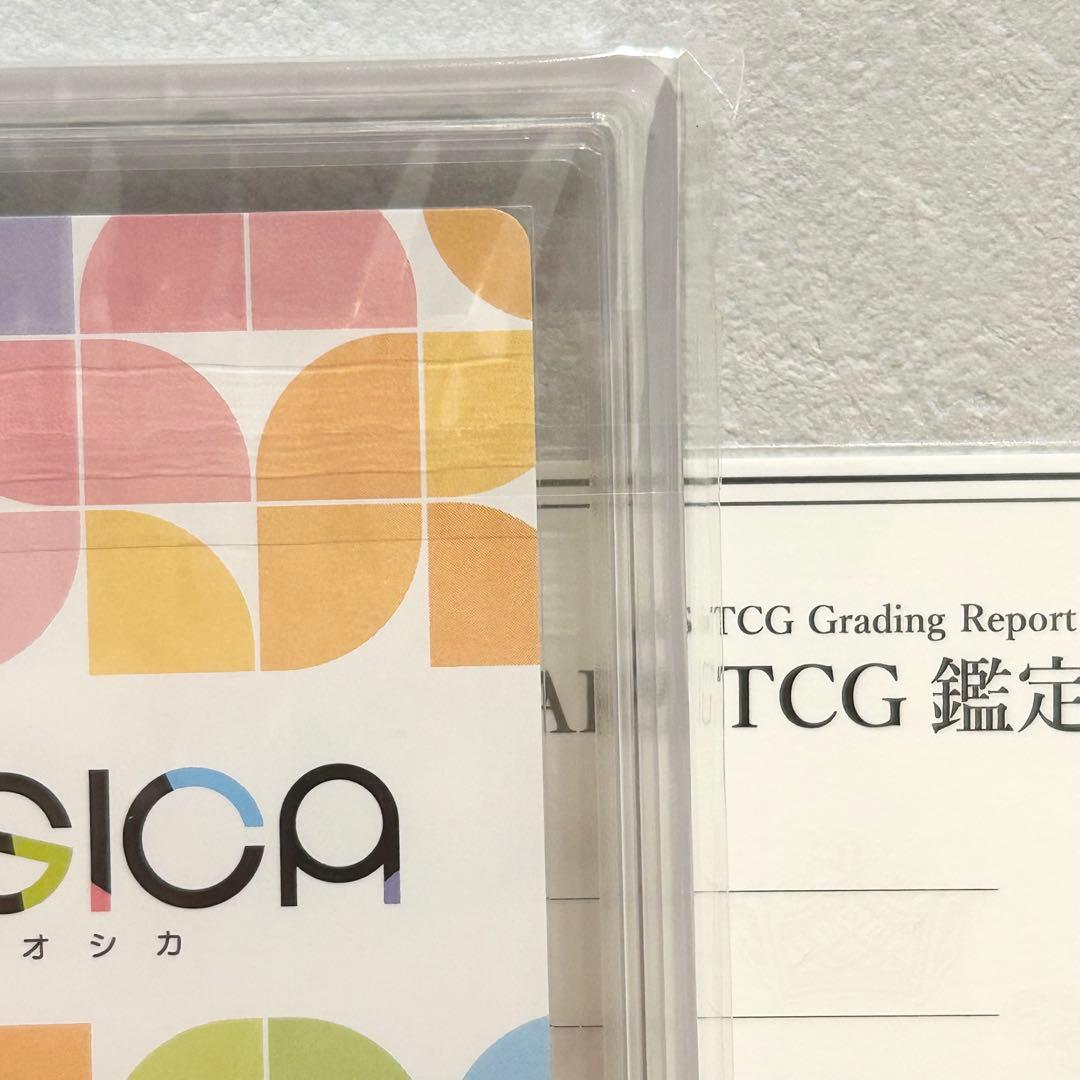 TCG Grading Report
TCG 鑑定
SICA
オシカ